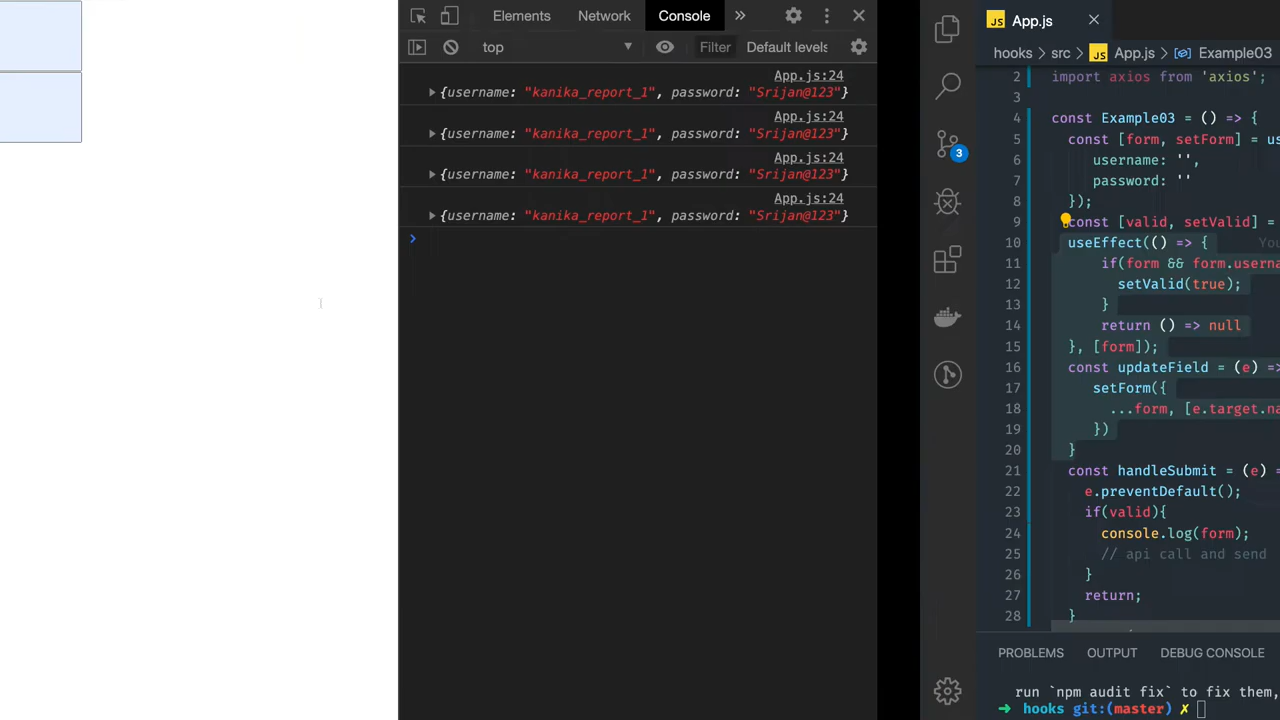 Elements Network Console »
top Filter Default levels
App.js:24
{username: "kanika_report_1", password: "Srijan@123"}
App.js:24
{username: "kanika_report_1", password: "Srijan@123"}
App.js:24
{username: "kanika_report_1", password: "Srijan@123"}
App.js:24
{username: "kanika_report_1", password: "Srijan@123"}
3
JS App.js
hooks > src > JS App.js > Example03
2 import axios from 'axios';
3
4 const Example03 = () => {
5 const [form, setForm] = us
6 username: '',
7 password: ''
8 });
9 const [valid, setValid] =
10 useEffect(() => { You
11 if(form && form.userna
12 setValid(true);
13 }
14 return () => null
15 }, [form]);
16 const updateField = (e) =>
17 setForm({
18 ...form, [e.target.na
19 })
20 }
21 const handleSubmit = (e) =
22 e.preventDefault();
23 if(valid){
24 console.log(form);
25 // api call and send
26 }
27 return;
28 }
PROBLEMS OUTPUT DEBUG CONSOLE
run `npm audit fix` to fix them,
➜ hooks git:(master) ✗